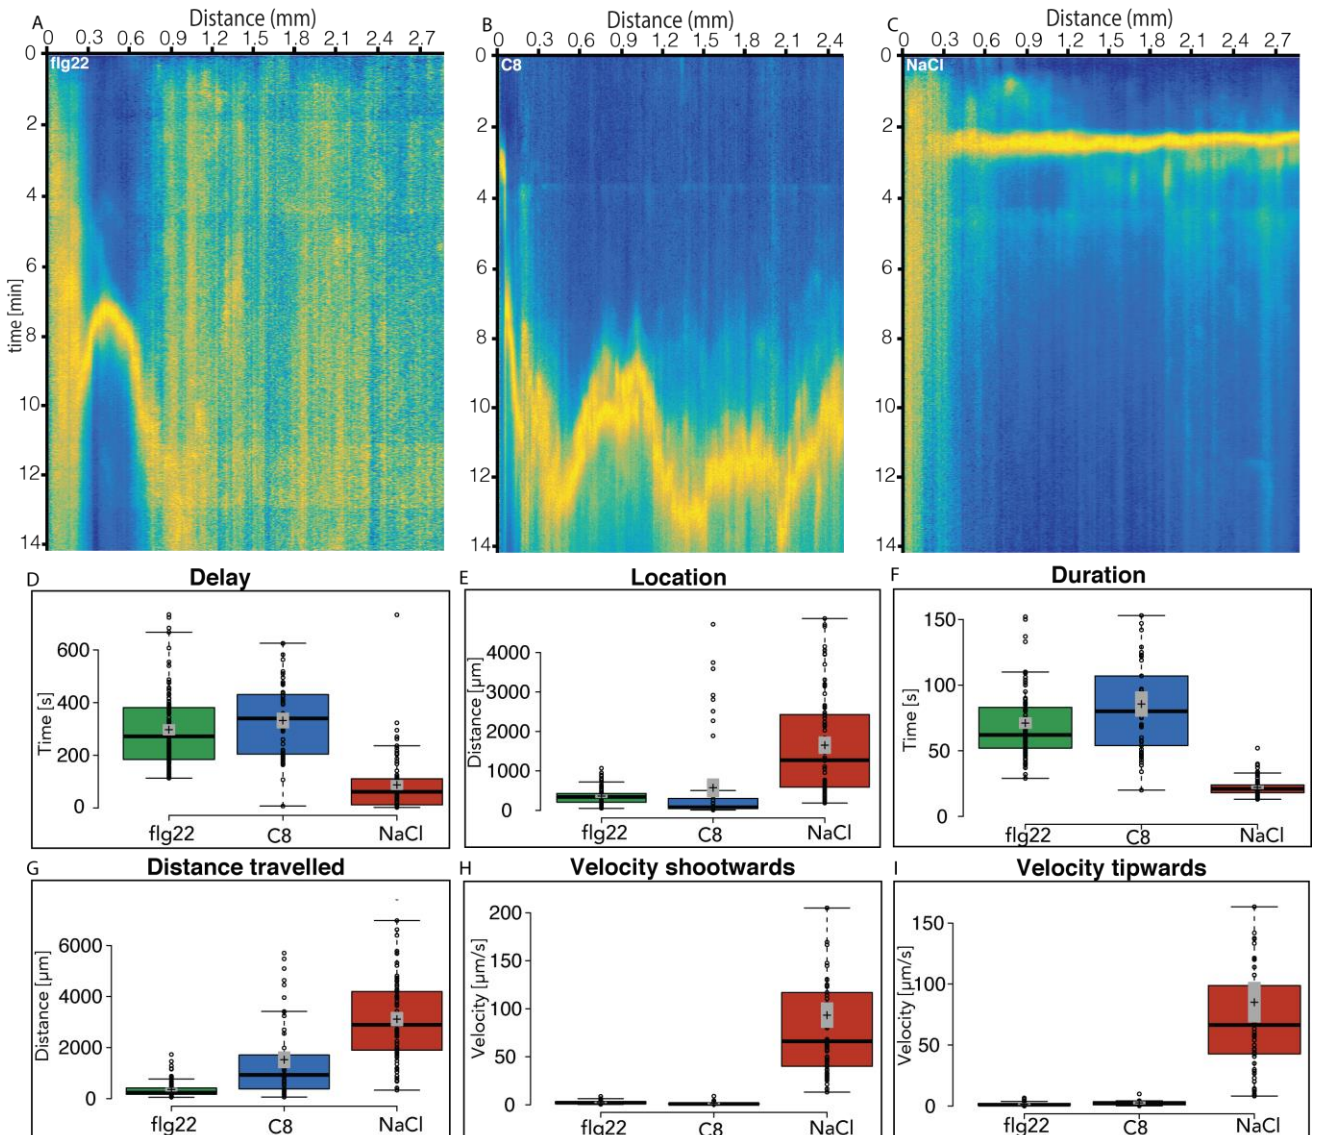 A
Distance (mm)
0 0.3 0.6 0.9 1.2 1.5 1.8 2.1 2.4 2.7
flg22
0
2
4
6
8
10
12
14
time [min]
B
Distance (mm)
0 0.3 0.6 0.9 1.2 1.5 1.8 2.1 2.4
C8
0
2
4
6
8
10
12
14
C
Distance (mm)
0 0.3 0.6 0.9 1.2 1.5 1.8 2.1 2.4 2.7
NaCl
0
2
4
6
8
10
12
14
D
Delay
Time [s]
600
400
200
0
flg22 C8 NaCl
E
Location
Distance [µm]
4000
3000
2000
1000
0
flg22 C8 NaCl
F
Duration
Time [s]
150
100
50
0
flg22 C8 NaCl
G
Distance travelled
Distance [µm]
6000
4000
2000
0
flg22 C8 NaCl
H
Velocity shootwards
Velocity [µm/s]
200
150
100
50
0
flg22 C8 NaCl
I
Velocity tipwards
Velocity [µm/s]
150
100
50
0
flg22 C8 NaCl